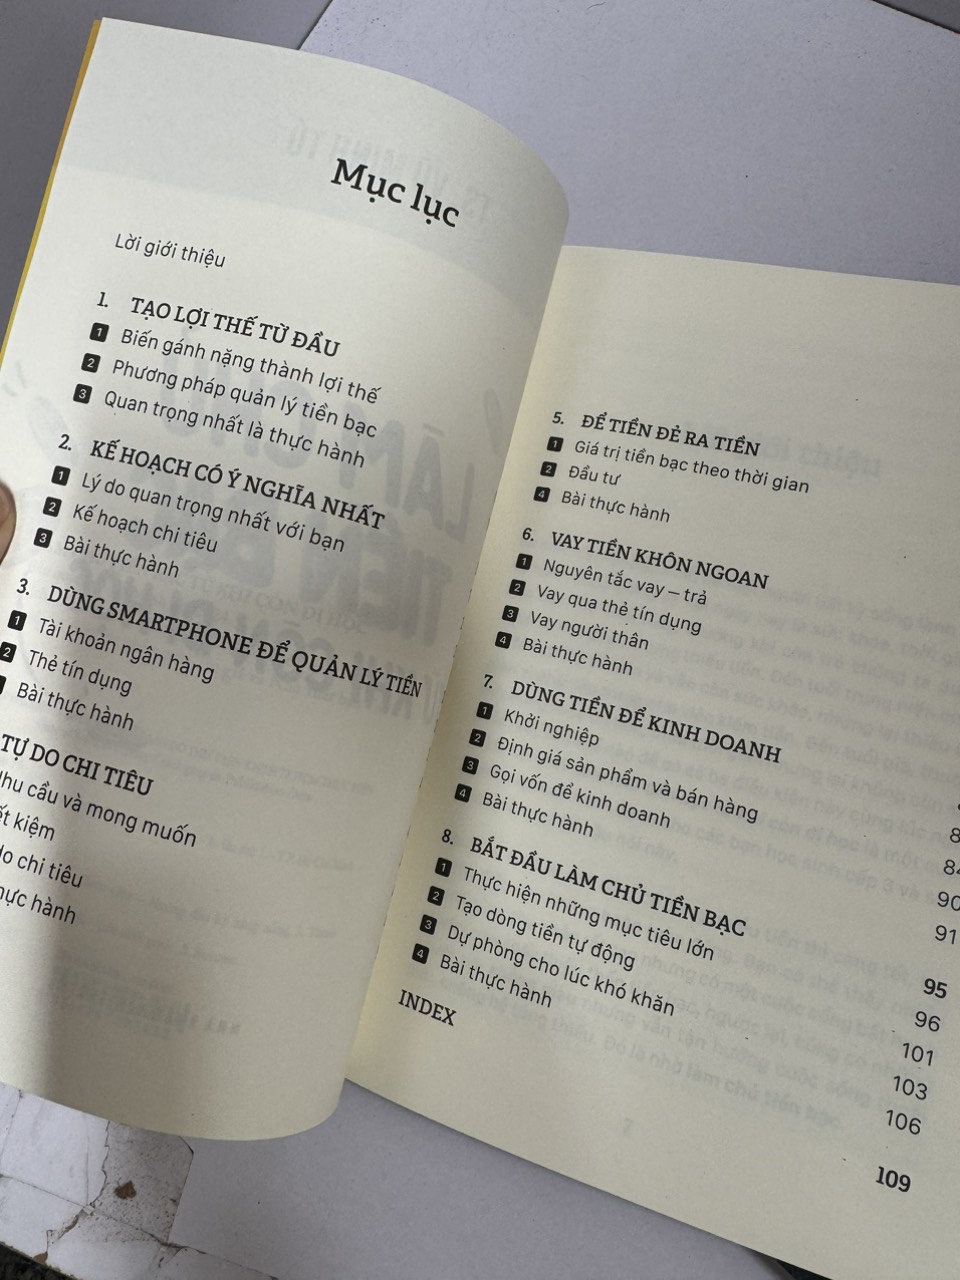 Mục lục
Lời giới thiệu
1. TẠO LỢI THẾ TỪ ĐẦU
1 Biến gánh nặng thành lợi thế
2 Phương pháp quản lý tiền bạc
3 Quan trọng nhất là thực hành
2. KẾ HOẠCH CÓ Ý NGHĨA NHẤT
1 Lý do quan trọng nhất với bạn
2 Kế hoạch chi tiêu
3 Bài thực hành
3. DÙNG SMARTPHONE ĐỂ QUẢN LÝ TIỀN
1 Tài khoản ngân hàng
2 Thẻ tín dụng
Bài thực hành
TỰ DO CHI TIÊU
hu cầu và mong muốn
ết kiệm
do chi tiêu
hực hành
5. ĐỂ TIỀN ĐẺ RA TIỀN
1 Giá trị tiền bạc theo thời gian
2 Đầu tư
4 Bài thực hành
6. VAY TIỀN KHÔN NGOAN
1 Nguyên tắc vay – trả
2 Vay qua thẻ tín dụng
3 Vay người thân
4 Bài thực hành
7. DÙNG TIỀN ĐỂ KINH DOANH
1 Khởi nghiệp
2 Định giá sản phẩm và bán hàng
3 Gọi vốn để kinh doanh 84
4 Bài thực hành 90
91
8. BẮT ĐẦU LÀM CHỦ TIỀN BẠC 95
1 Thực hiện những mục tiêu lớn 96
2 Tạo dòng tiền tự động 101
3 Dự phòng cho lúc khó khăn 103
4 Bài thực hành 106
INDEX 109
7